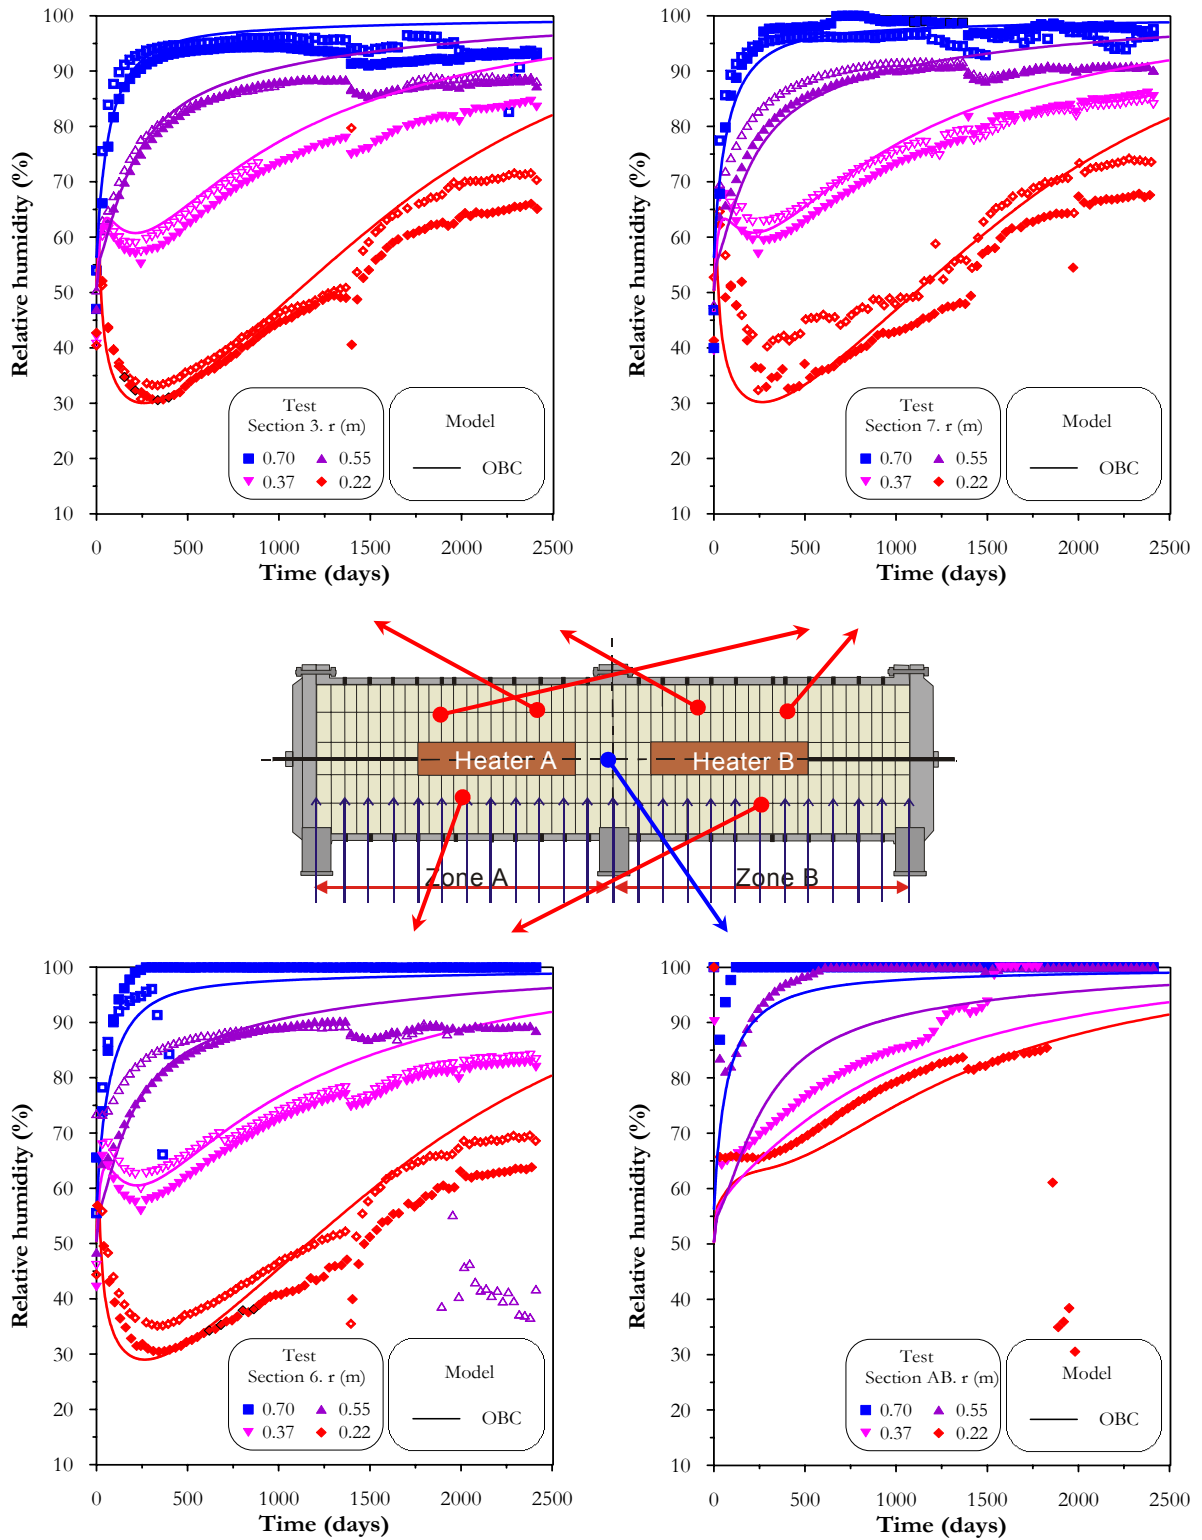 100
90
80
70
60
50
40
30
20
10
Relative humidity (%)
Test
Section 3. r (m)
0.70 0.55
0.37 0.22
Model
OBC
0 500 1000 1500 2000 2500
Time (days)
100
90
80
70
60
50
40
30
20
10
Relative humidity (%)
Test
Section 7. r (m)
0.70 0.55
0.37 0.22
Model
OBC
0 500 1000 1500 2000 2500
Time (days)
Heater A Heater B
Zone A Zone B
100
90
80
70
60
50
40
30
20
10
Relative humidity (%)
Test
Section 6. r (m)
0.70 0.55
0.37 0.22
Model
OBC
0 500 1000 1500 2000 2500
Time (days)
100
90
80
70
60
50
40
30
20
10
Relative humidity (%)
Test
Section AB. r (m)
0.70 0.55
0.37 0.22
Model
OBC
0 500 1000 1500 2000 2500
Time (days)